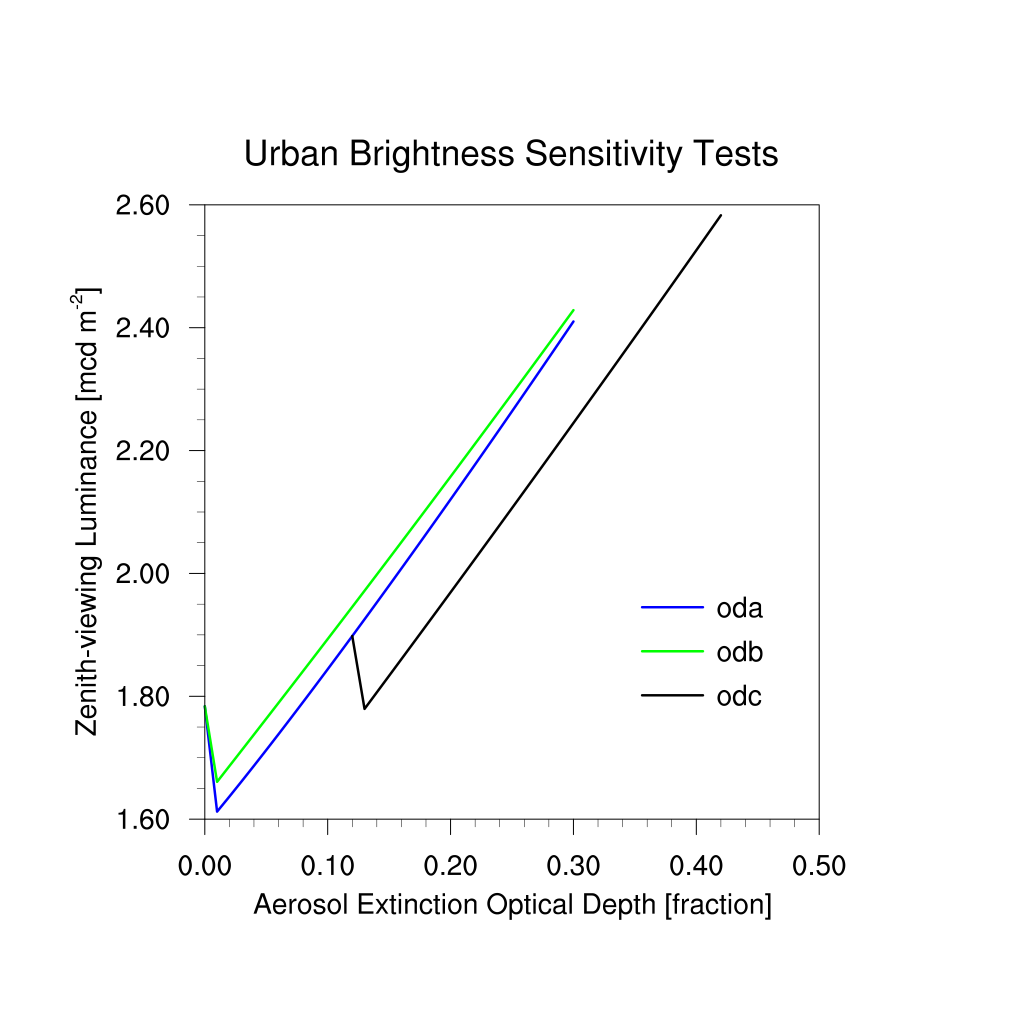 Urban Brightness Sensitivity Tests
2.60
2.40
2.20
2.00
1.80
1.60
Zenith-viewing Luminance [mcd m-2]
oda
odb
odc
0.00 0.10 0.20 0.30 0.40 0.50
Aerosol Extinction Optical Depth [fraction]